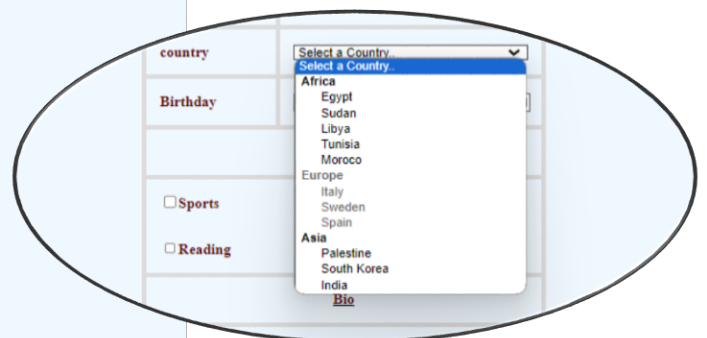 country
Select a Country..
Select a Country..
Africa
Egypt
Sudan
Libya
Tunisia
Moroco
Birthday
Europe
Italy
Sweden
Spain
Asia
Palestine
South Korea
India
Sports
Reading
Bio